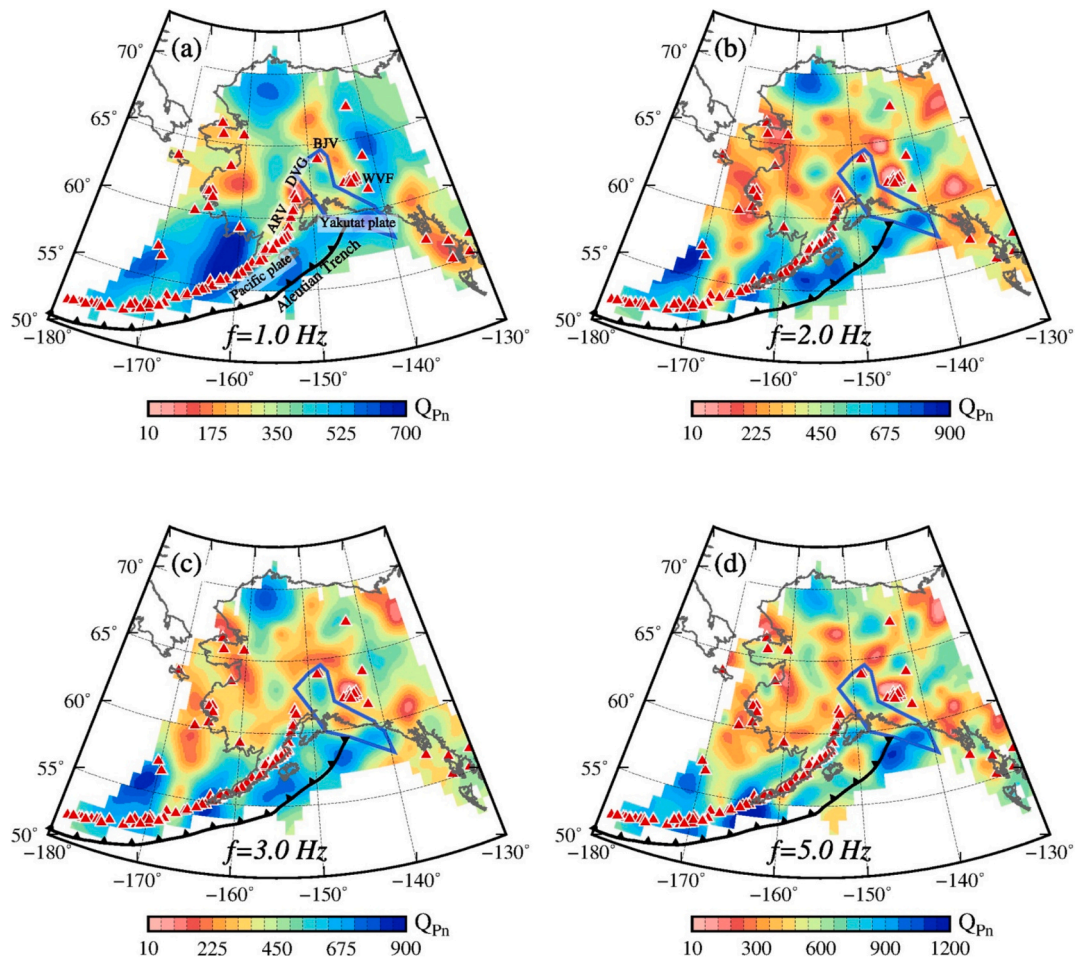 (a)
70°
65°
60°
55°
50°
BJV
DVG
WVF
ARV
Yakutat plate
Pacific plate
Aleutian Trench
f=1.0 Hz
−180°
−170°
−160°
−150°
−140°
−130°
Q_Pn
10 175 350 525 700
(b)
70°
65°
60°
55°
50°
f=2.0 Hz
−180°
−170°
−160°
−150°
−140°
−130°
Q_Pn
10 225 450 675 900
(c)
70°
65°
60°
55°
50°
f=3.0 Hz
−180°
−170°
−160°
−150°
−140°
−130°
Q_Pn
10 225 450 675 900
(d)
70°
65°
60°
55°
50°
f=5.0 Hz
−180°
−170°
−160°
−150°
−140°
−130°
Q_Pn
10 300 600 900 1200